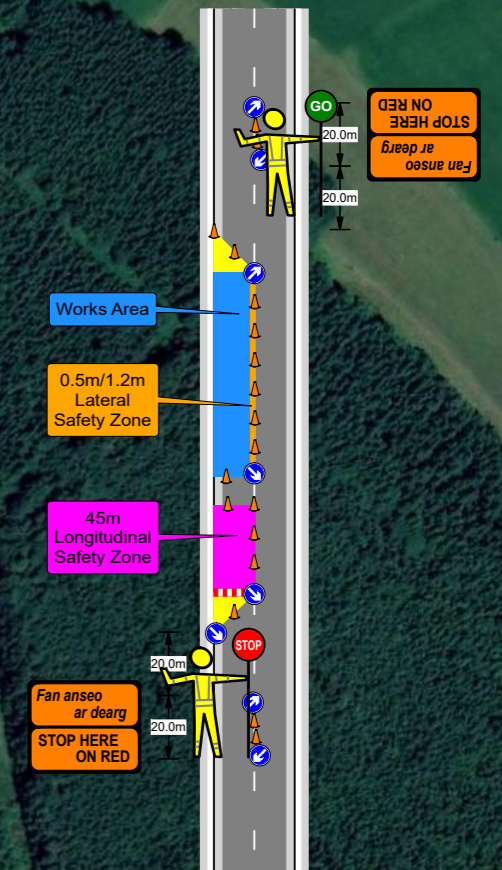 GO
20.0m
20.0m
STOP HERE
ON RED
Fan anseo
ar dearg
Works Area
0.5m/1.2m
Lateral
Safety Zone
45m
Longitudinal
Safety Zone
STOP
20.0m
20.0m
Fan anseo
ar dearg
STOP HERE
ON RED